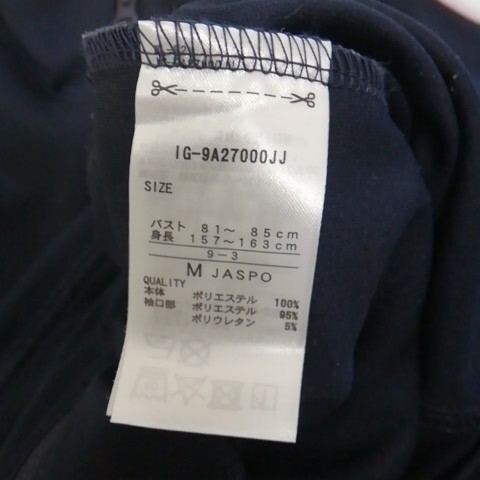 IG-9A27000JJ
SIZE
バスト 81～ 85cm
身長 157～163cm
9-3
M JASPO
QUALITY
本体 ポリエステル 100%
袖口部 ポリエステル 95%
ポリウレタン 5%